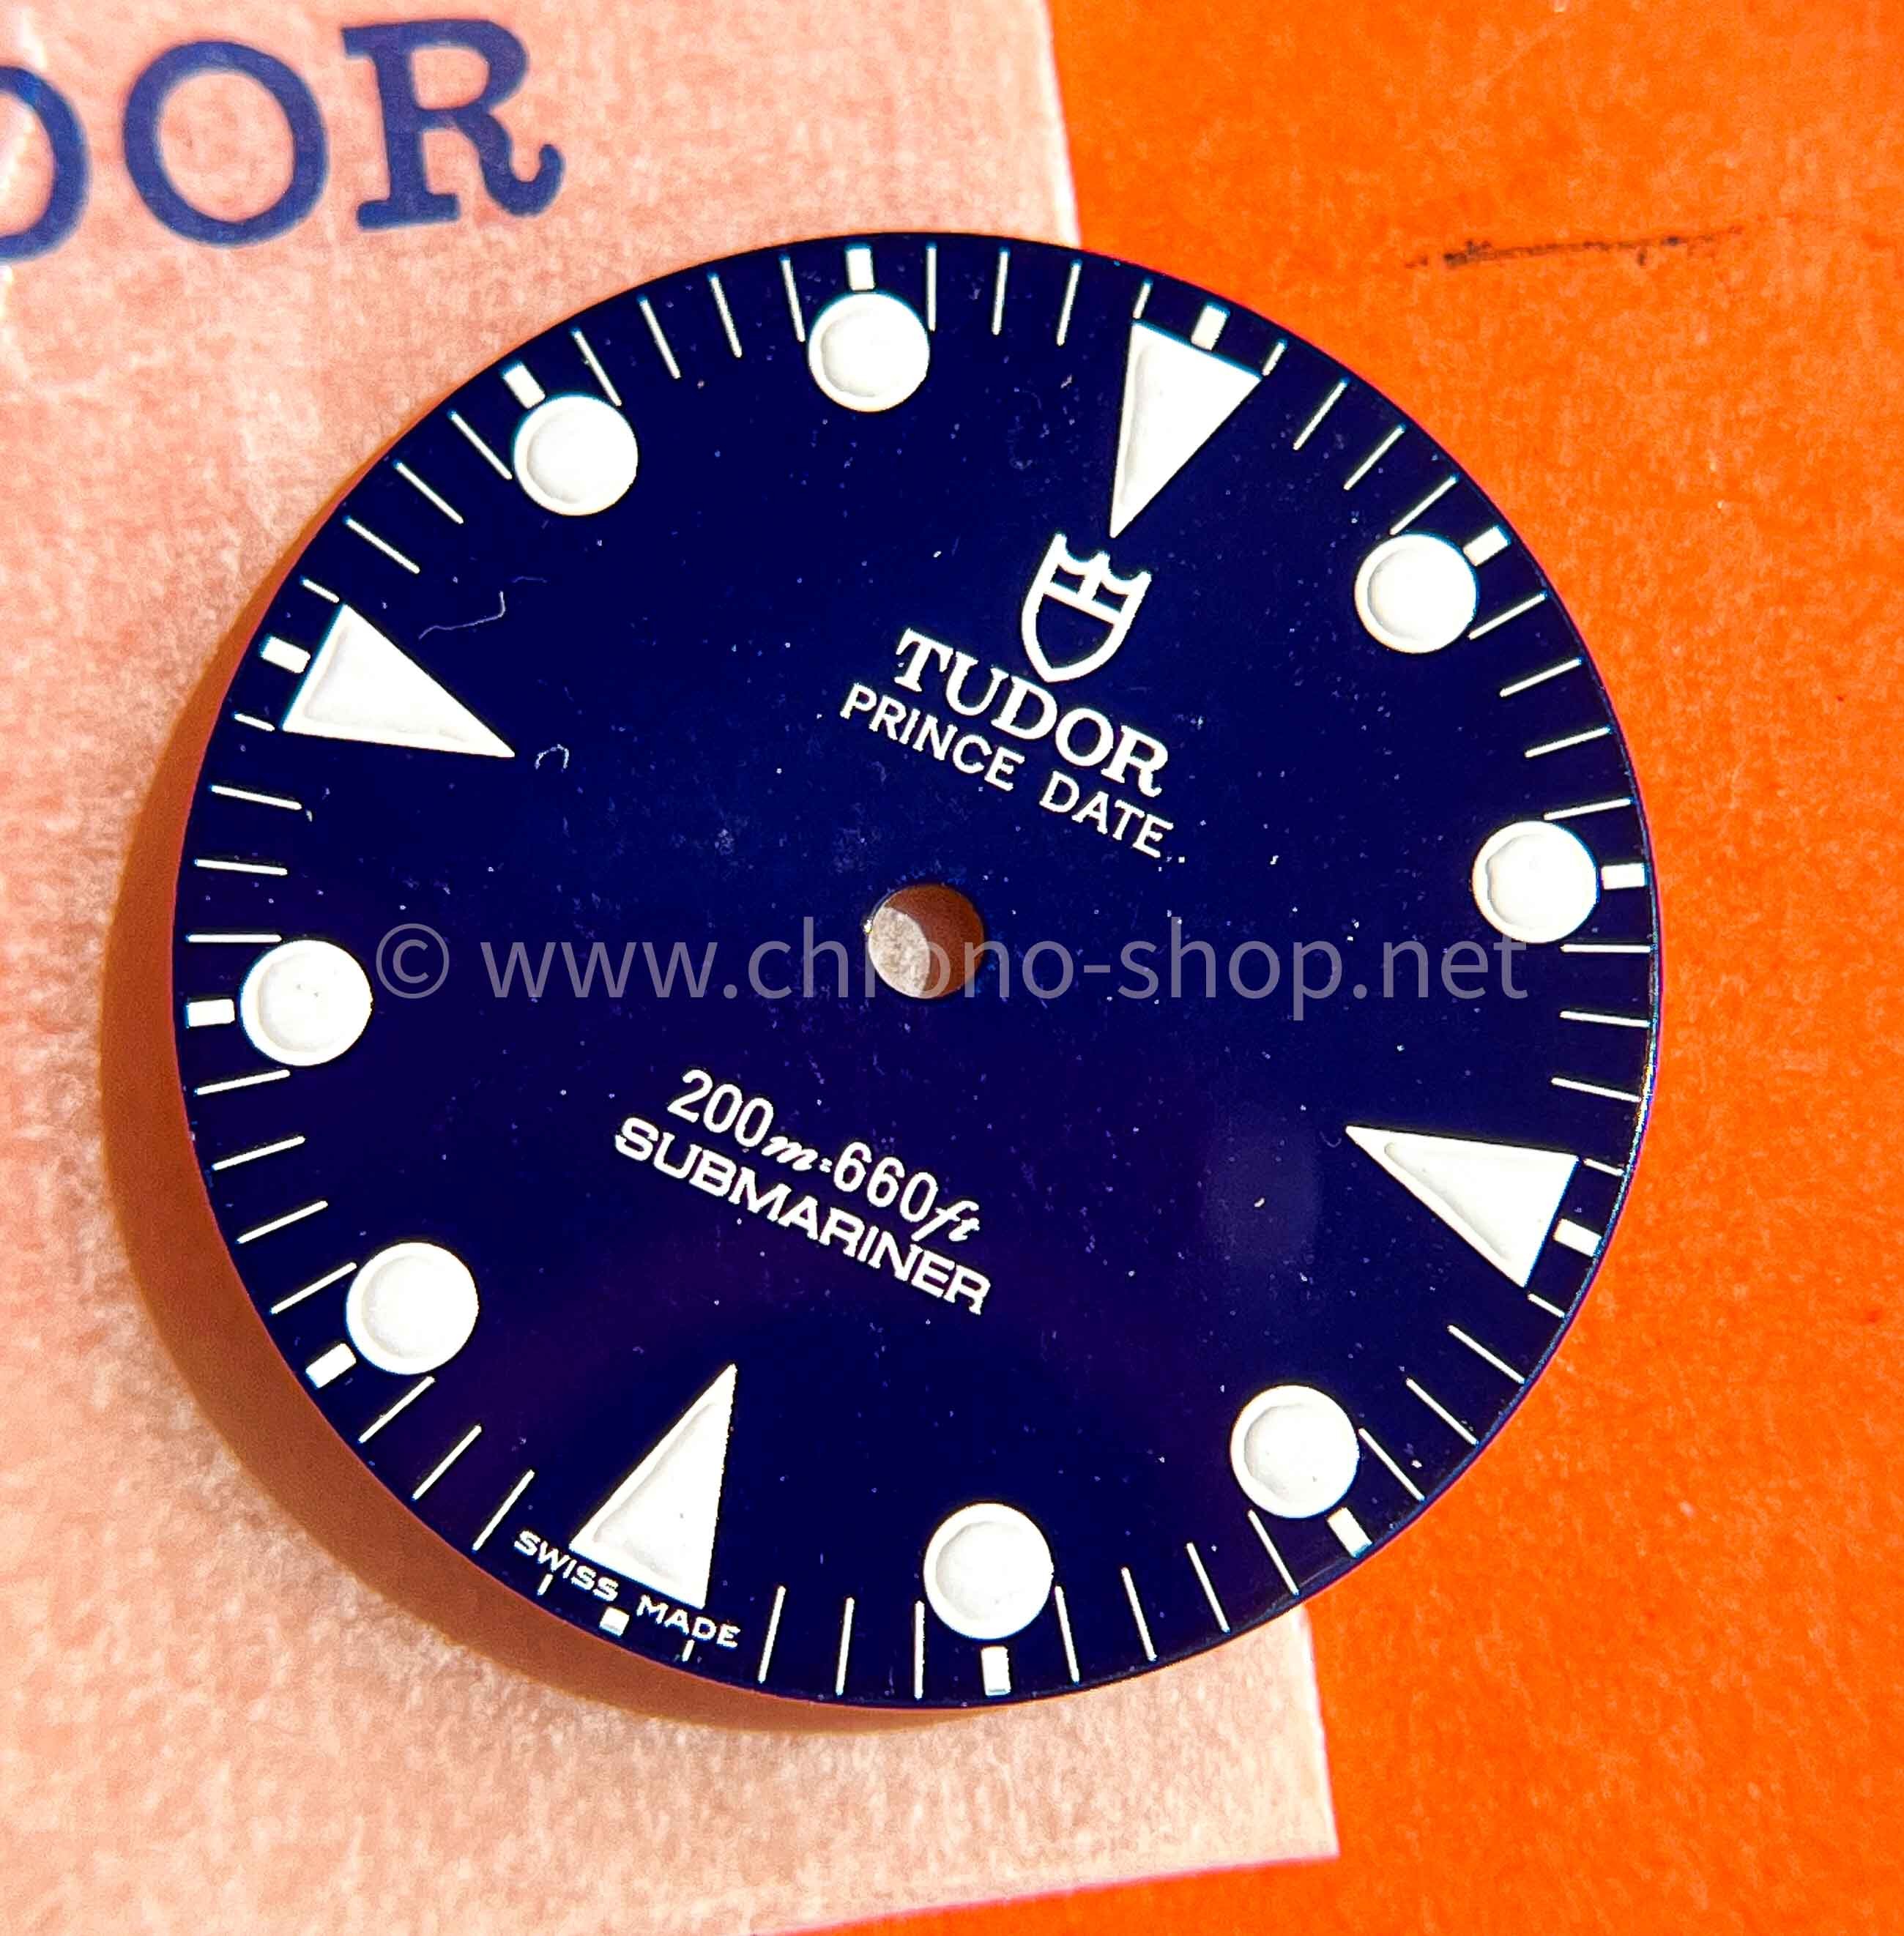 DOR
TUDOR
PRINCE DATE
© www.chrono-shop.net
200m=660ft
SUBMARINER
SWISS MADE